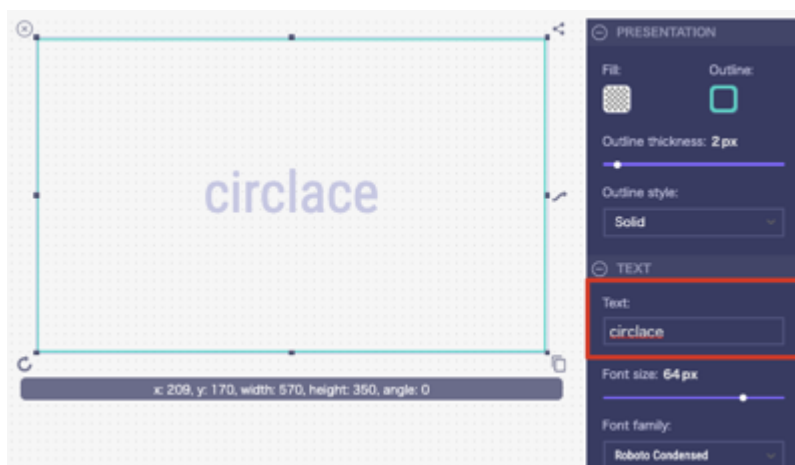 circlace
x: 209, y: 170, width: 570, height: 350, angle: 0
PRESENTATION
Fill:
Outline:
Outline thickness: 2 px
Outline style:
Solid
TEXT
Text:
circlace
Font size: 64 px
Font family:
Roboto Condensed